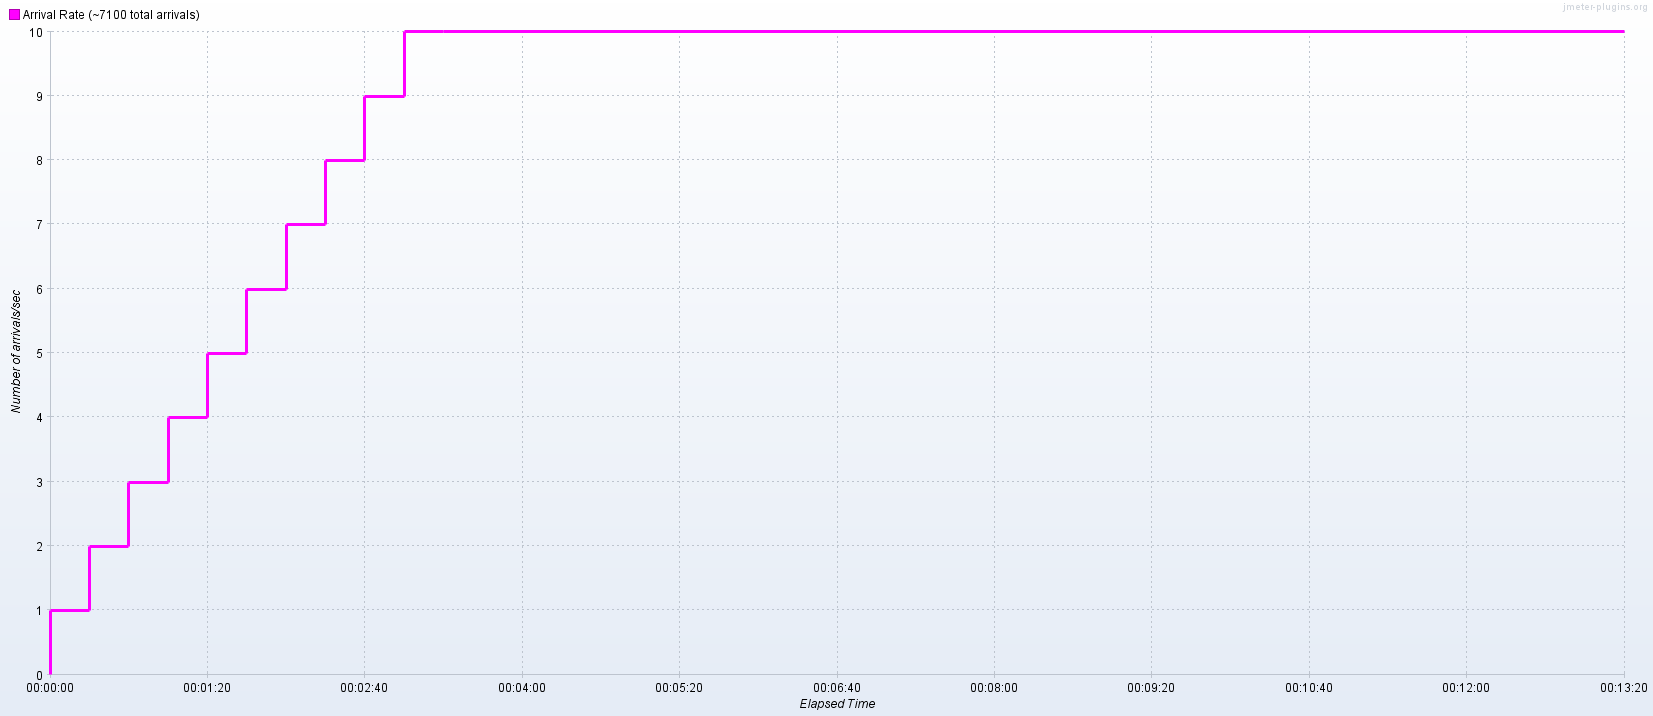 jmeter-plugins.org
Arrival Rate (~7100 total arrivals)
10
9
8
7
6
5
4
3
2
1
0
Number of arrivals/sec
00:00:00 00:01:20 00:02:40 00:04:00 00:05:20 00:06:40 00:08:00 00:09:20 00:10:40 00:12:00 00:13:20
Elapsed Time